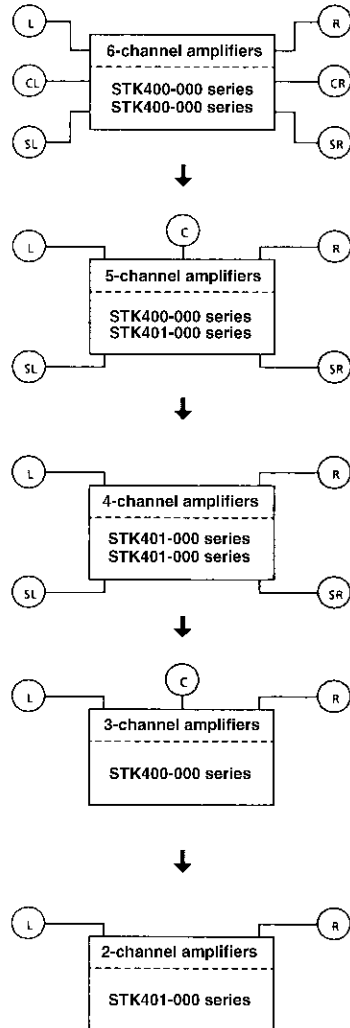 L
R
6-channel amplifiers
CL
CR
STK400-000 series
STK400-000 series
SL
SR
C
L
R
5-channel amplifiers
STK400-000 series
STK401-000 series
SL
SR
L
R
4-channel amplifiers
STK401-000 series
STK401-000 series
SL
SR
C
L
R
3-channel amplifiers
STK400-000 series
L
R
2-channel amplifiers
STK401-000 series